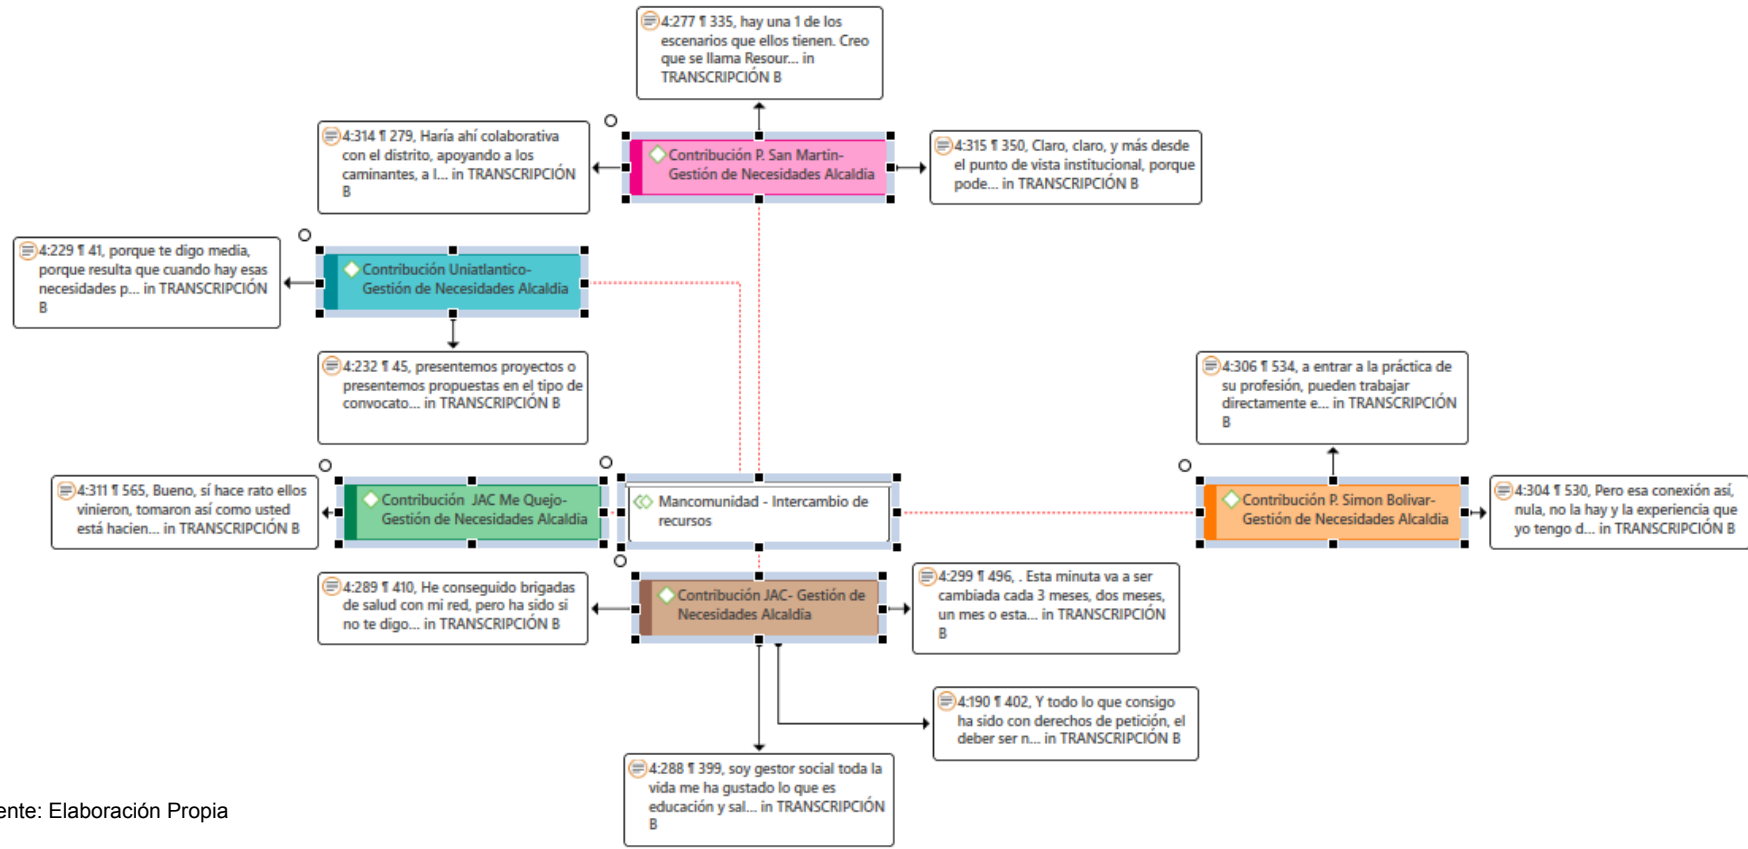 4:277 ¶ 335, hay una 1 de los
escenarios que ellos tienen. Creo
que se llama Resour... in
TRANSCRIPCIÓN B
4:314 ¶ 279, Haría ahí colaborativa
con el distrito, apoyando a los
caminantes, a l... in TRANSCRIPCIÓN
B
Contribución P. San Martin-
Gestión de Necesidades Alcaldia
4:315 ¶ 350, Claro, claro, y más desde
el punto de vista institucional, porque
pode... in TRANSCRIPCIÓN B
4:229 ¶ 41, porque te digo media,
porque resulta que cuando hay esas
necesidades p... in TRANSCRIPCIÓN
B
Contribución Uniatlantico-
Gestión de Necesidades Alcaldia
4:232 ¶ 45, presentemos proyectos o
presentemos propuestas en el tipo de
convocato... in TRANSCRIPCIÓN B
4:306 ¶ 534, a entrar a la práctica de
su profesión, pueden trabajar
directamente e... in TRANSCRIPCIÓN
B
4:311 ¶ 565, Bueno, sí hace rato ellos
vinieron, tomaron así como usted
está hacien... in TRANSCRIPCIÓN B
Contribución JAC Me Quejo-
Gestión de Necesidades Alcaldia
Mancomunidad - Intercambio de
recursos
Contribución P. Simon Bolivar-
Gestión de Necesidades Alcaldia
4:304 ¶ 530, Pero esa conexión así,
nula, no la hay y la experiencia que
yo tengo d... in TRANSCRIPCIÓN B
4:289 ¶ 410, He conseguido brigadas
de salud con mi red, pero ha sido si
no te digo... in TRANSCRIPCIÓN B
Contribución JAC- Gestión de
Necesidades Alcaldia
4:299 ¶ 496, . Esta minuta va a ser
cambiada cada 3 meses, dos meses,
un mes o esta... in TRANSCRIPCIÓN
B
4:190 ¶ 402, Y todo lo que consigo
ha sido con derechos de petición, el
deber ser n... in TRANSCRIPCIÓN B
4:288 ¶ 399, soy gestor social toda la
vida me ha gustado lo que es
educación y sal... in TRANSCRIPCIÓN
B
ente: Elaboración Propia